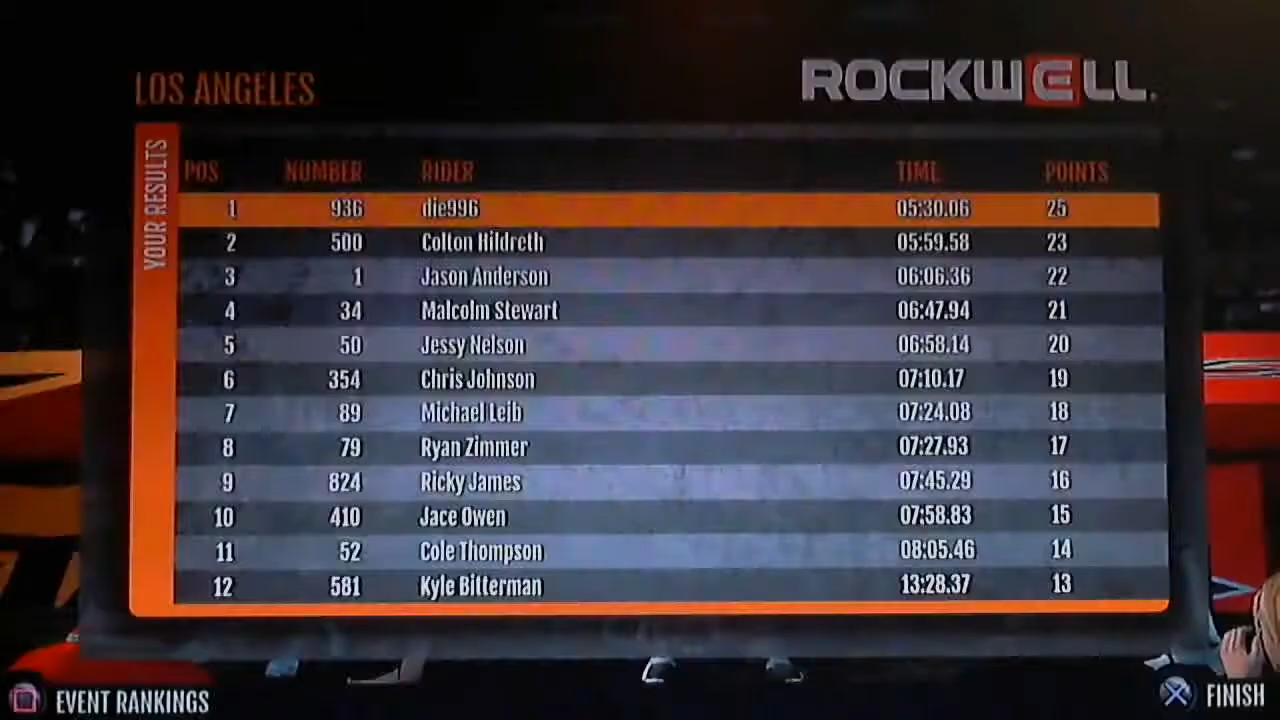 LOS ANGELES
ROCKWELL.
YOUR RESULTS
POS NUMBER RIDER TIME POINTS
1 936 die996 05:30.06 25
2 500 Colton Hildreth 05:59.58 23
3 1 Jason Anderson 06:06.36 22
4 34 Malcolm Stewart 06:47.94 21
5 50 Jessy Nelson 06:58.14 20
6 354 Chris Johnson 07:10.17 19
7 89 Michael Leib 07:24.08 18
8 79 Ryan Zimmer 07:27.93 17
9 824 Ricky James 07:45.29 16
10 410 Jace Owen 07:58.83 15
11 52 Cole Thompson 08:05.46 14
12 581 Kyle Bitterman 13:28.37 13
EVENT RANKINGS
FINISH